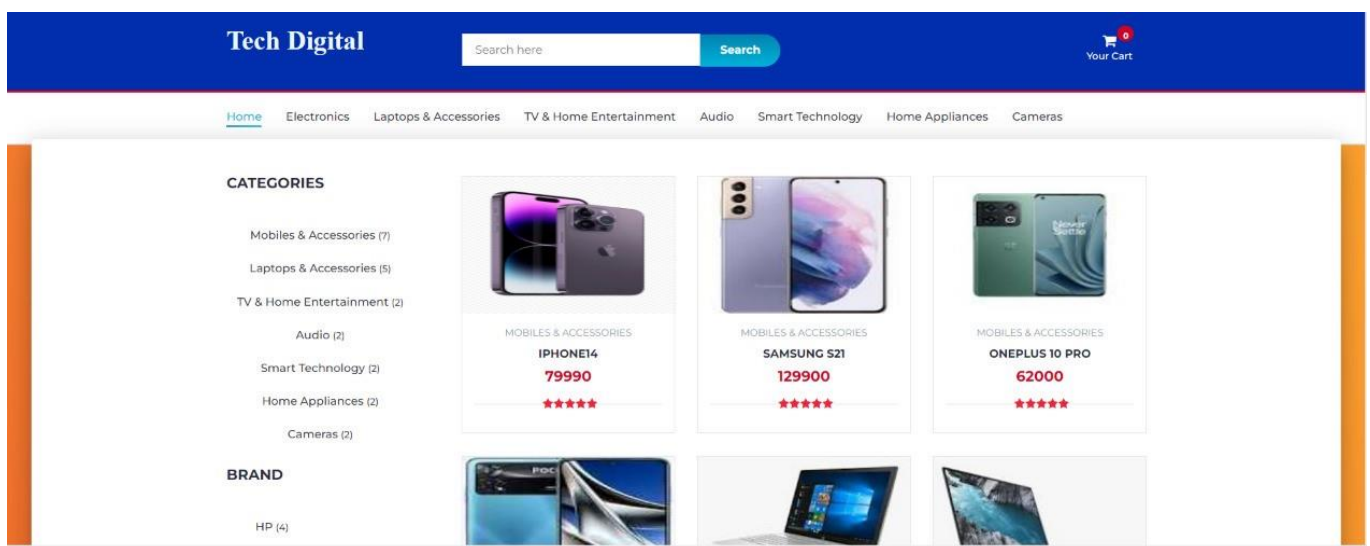 Tech Digital
Search here
Search
0
Your Cart
Home Electronics Laptops & Accessories TV & Home Entertainment Audio Smart Technology Home Appliances Cameras
CATEGORIES
Mobiles & Accessories (7)
Laptops & Accessories (5)
TV & Home Entertainment (2)
Audio (2)
Smart Technology (2)
Home Appliances (2)
Cameras (2)
BRAND
HP (4)
MOBILES & ACCESSORIES
IPHONE14
79990
MOBILES & ACCESSORIES
SAMSUNG S21
129900
Never
Settle
MOBILES & ACCESSORIES
ONEPLUS 10 PRO
62000
POCO